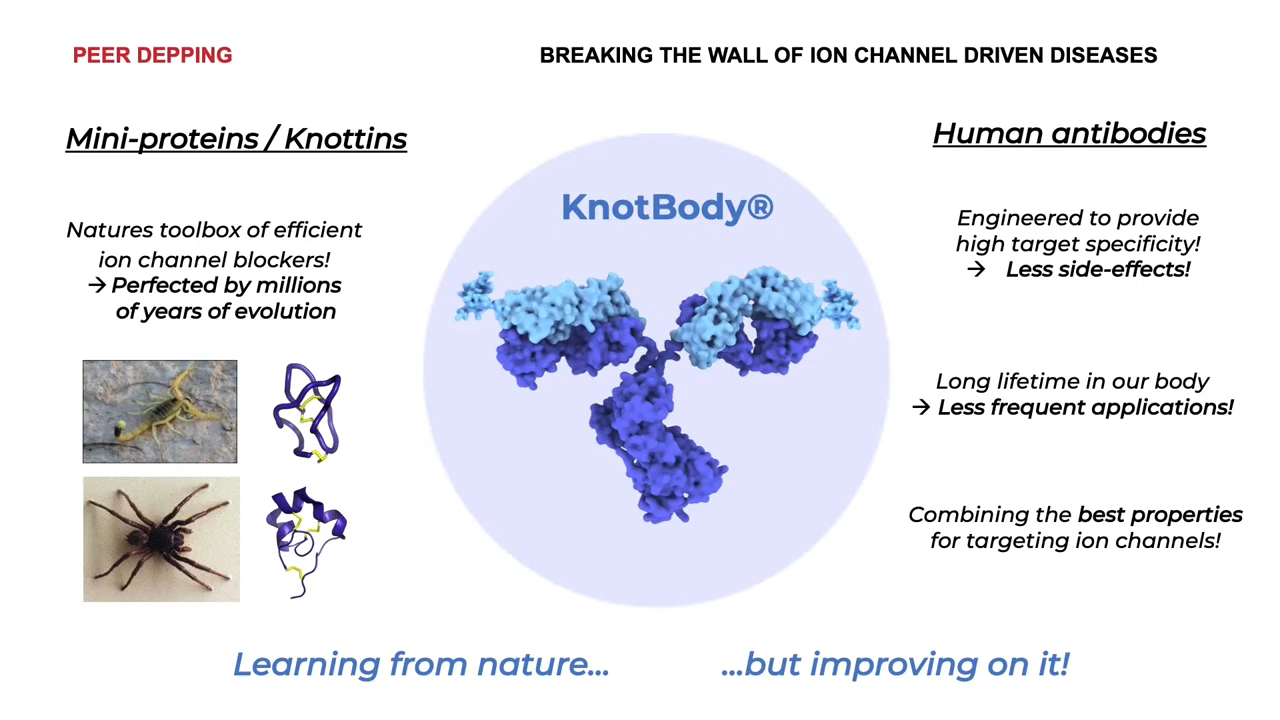 PEER DEPPING
BREAKING THE WALL OF ION CHANNEL DRIVEN DISEASES
Mini-proteins / Knottins
Natures toolbox of efficient
ion channel blockers!
→ Perfected by millions
of years of evolution
KnotBody®
Human antibodies
Engineered to provide
high target specificity!
→ Less side-effects!
Long lifetime in our body
→ Less frequent applications!
Combining the best properties
for targeting ion channels!
Learning from nature...
...but improving on it!